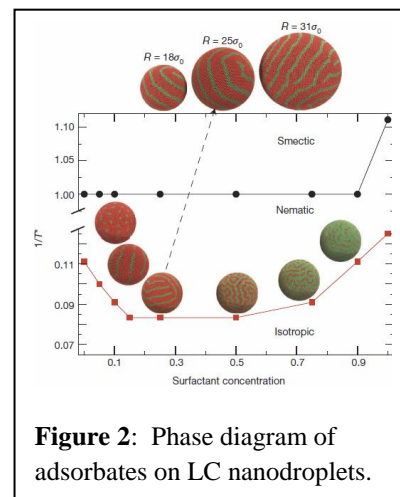 R = 18σ₀
R = 25σ₀
R = 31σ₀
1.10
Smectic
1.05
1.00
Nematic
1/T*
0.11
0.09
Isotropic
0.07
0.1
0.3
0.5
0.7
0.9
Surfactant concentration
Figure 2: Phase diagram of
adsorbates on LC nanodroplets.